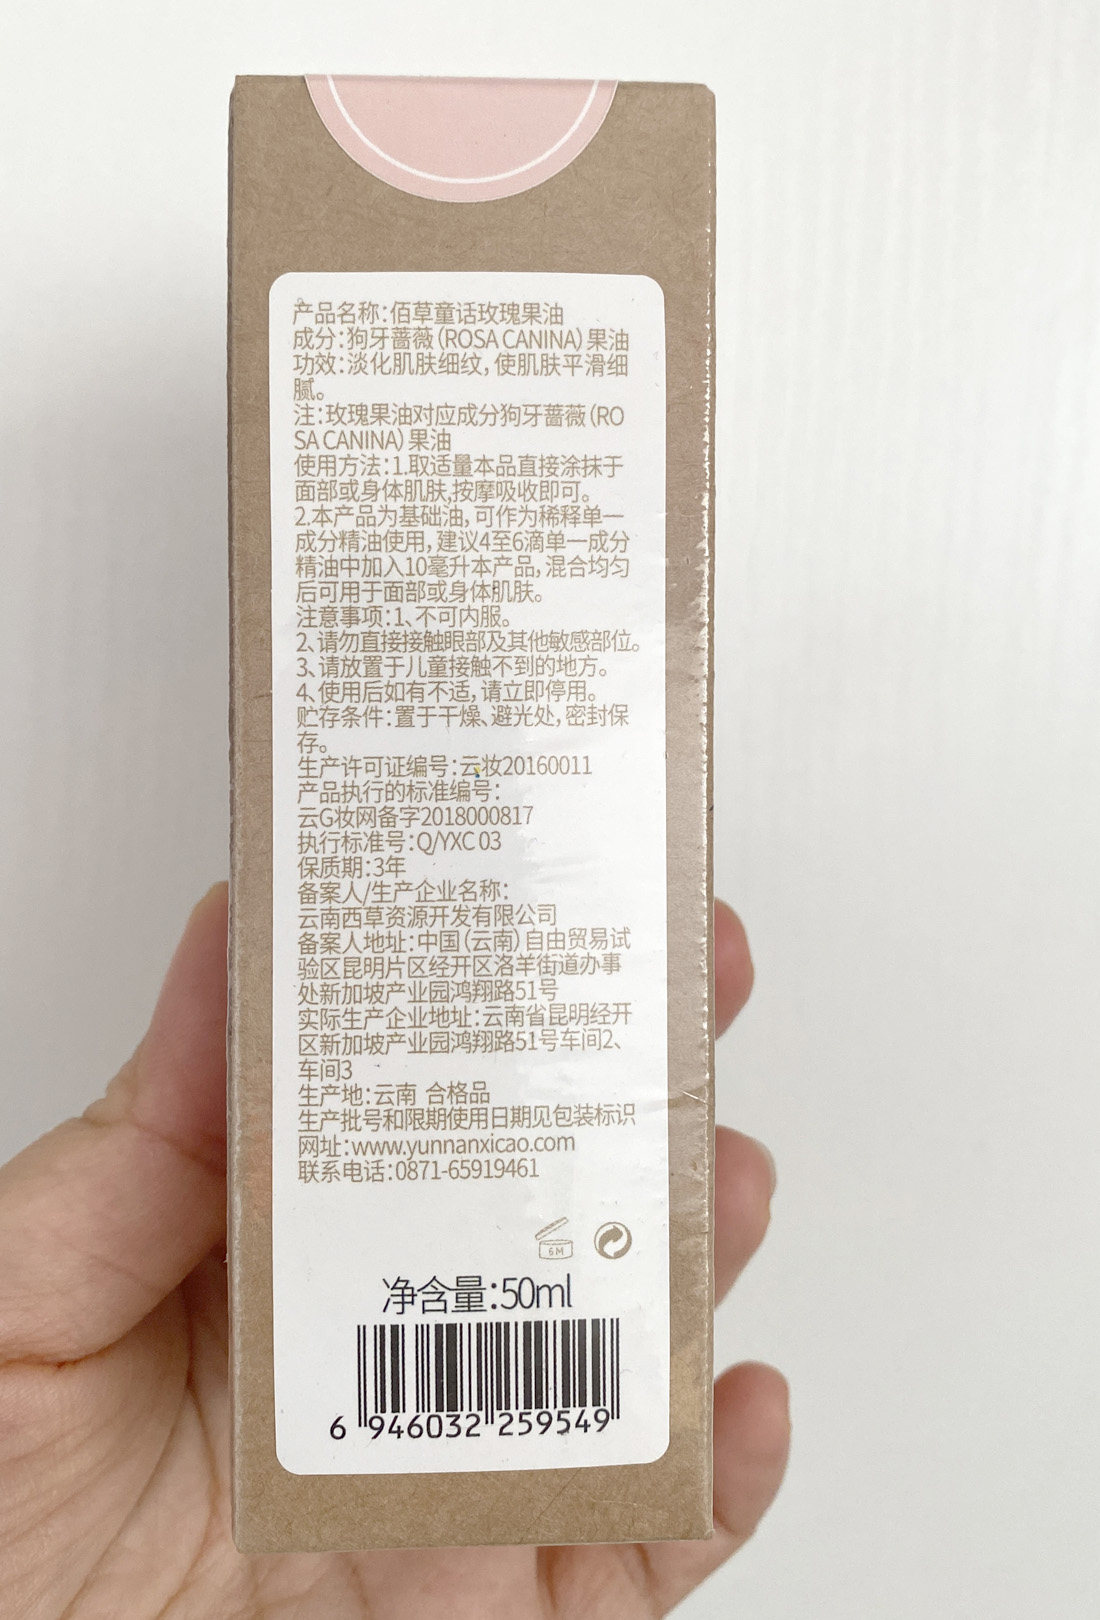 产品名称：佰草童话玫瑰果油
成分：狗牙蔷薇（ROSA CANINA）果油
功效：淡化肌肤细纹，使肌肤平滑细
腻。
注：玫瑰果油对应成分狗牙蔷薇（RO
SA CANINA）果油
使用方法：1.取适量本品直接涂抹于
面部或身体肌肤,按摩吸收即可。
2.本产品为基础油，可作为稀释单一
成分精油使用，建议4至6滴单一成分
精油中加入10毫升本产品，混合均匀
后可用于面部或身体肌肤。
注意事项：1、不可内服。
2、请勿直接接触眼部及其他敏感部位。
3、请放置于儿童接触不到的地方。
4、使用后如有不适，请立即停用。
贮存条件：置于干燥、避光处，密封保
存。
生产许可证编号：云妆20160011
产品执行的标准编号：
云G妆网备字2018000817
执行标准号：Q/YXC 03
保质期：3年
备案人/生产企业名称：
云南西草资源开发有限公司
备案人地址：中国（云南）自由贸易试
验区昆明片区经开区洛羊街道办事
处新加坡产业园鸿翔路51号
实际生产企业地址：云南省昆明经开
区新加坡产业园鸿翔路51号车间2、
车间3
生产地：云南 合格品
生产批号和限期使用日期见包装标识
网址：www.yunnanxicao.com
联系电话：0871-65919461
6M
净含量：50ml
6 946032 259549